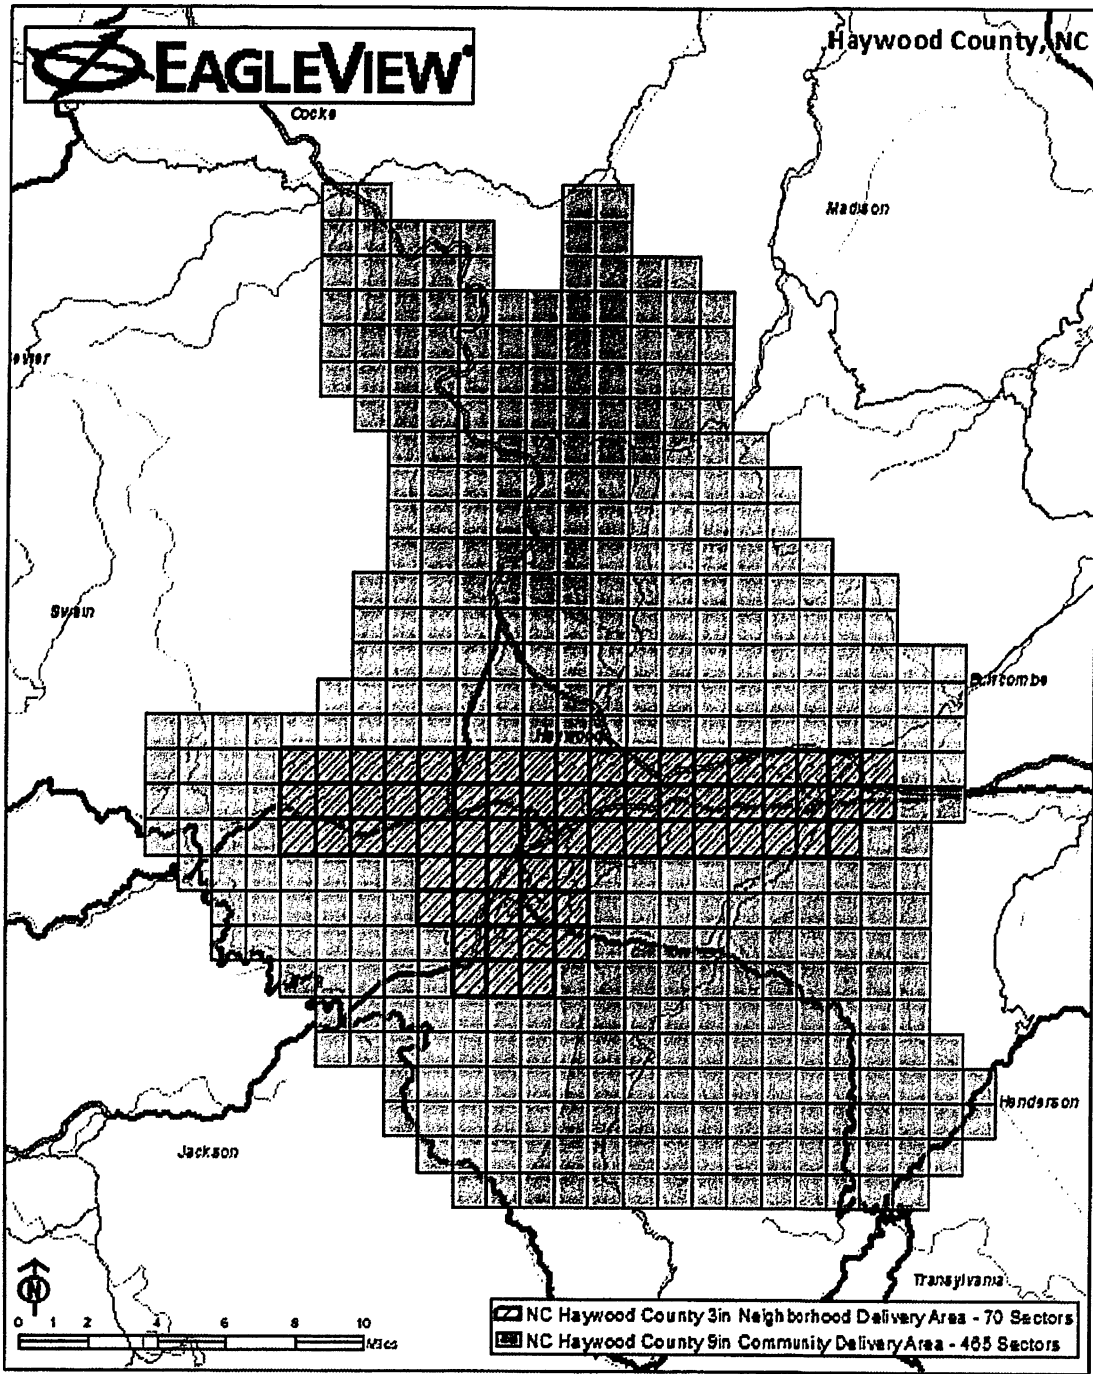 EAGLEVIEW®
Haywood County, NC
Cocke
Madison
evier
Swain
Buncombe
Haywood
Henderson
Jackson
Transylvania
N
0 1 2 4 6 8 10
Miles
NC Haywood County 3in Neighborhood Delivery Area - 70 Sectors
NC Haywood County 9in Community Delivery Area - 465 Sectors